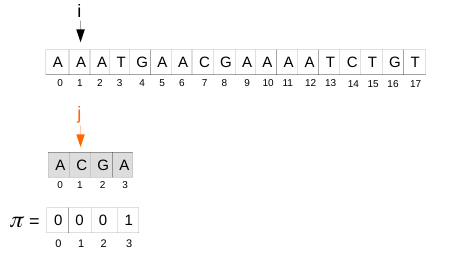 i
A A A T G A A C G A A A A T C T G T
0 1 2 3 4 5 6 7 8 9 10 11 12 13 14 15 16 17
j
A C G A
0 1 2 3
π = 0 0 0 1
0 1 2 3